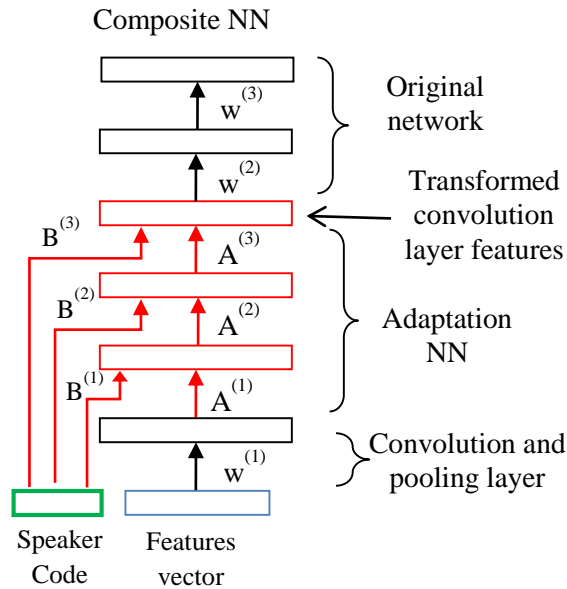 Composite NN
w(3)
Original
network
w(2)
Transformed
convolution
layer features
B(3)
A(3)
B(2)
A(2)
Adaptation
NN
B(1)
A(1)
Convolution and
pooling layer
w(1)
Speaker
Code
Features
vector